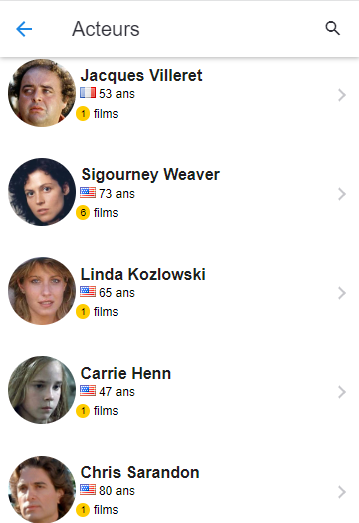 Acteurs
Jacques Villeret
53 ans
1 films
Sigourney Weaver
73 ans
6 films
Linda Kozlowski
65 ans
1 films
Carrie Henn
47 ans
1 films
Chris Sarandon
80 ans
1 films